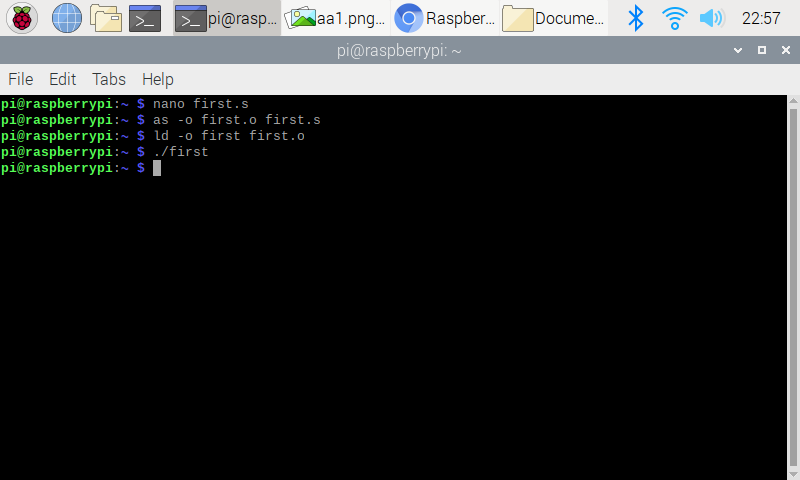 pi@rasp... aa1.png... Raspber... Docume... 22:57
pi@raspberrypi: ~
File Edit Tabs Help
pi@raspberrypi:~ $ nano first.s
pi@raspberrypi:~ $ as -o first.o first.s
pi@raspberrypi:~ $ ld -o first first.o
pi@raspberrypi:~ $ ./first
pi@raspberrypi:~ $